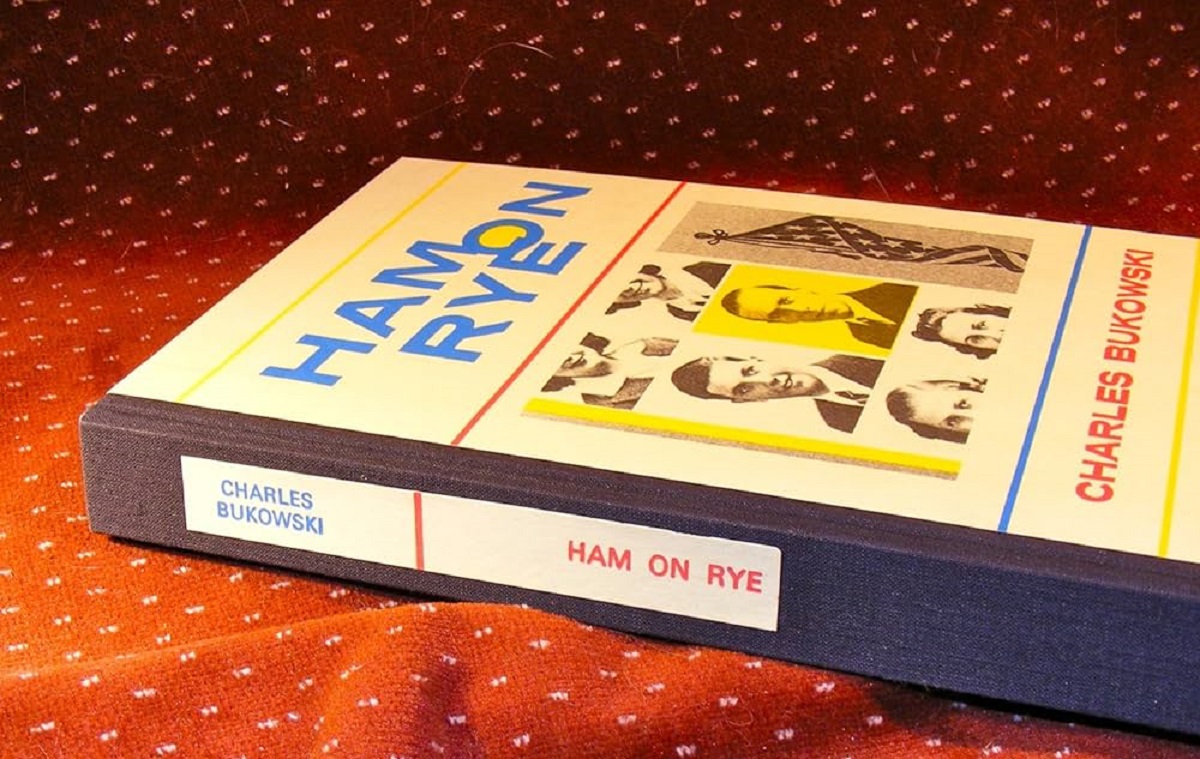 HAM ON
RYE
CHARLES BUKOWSKI
CHARLES
BUKOWSKI
HAM ON RYE